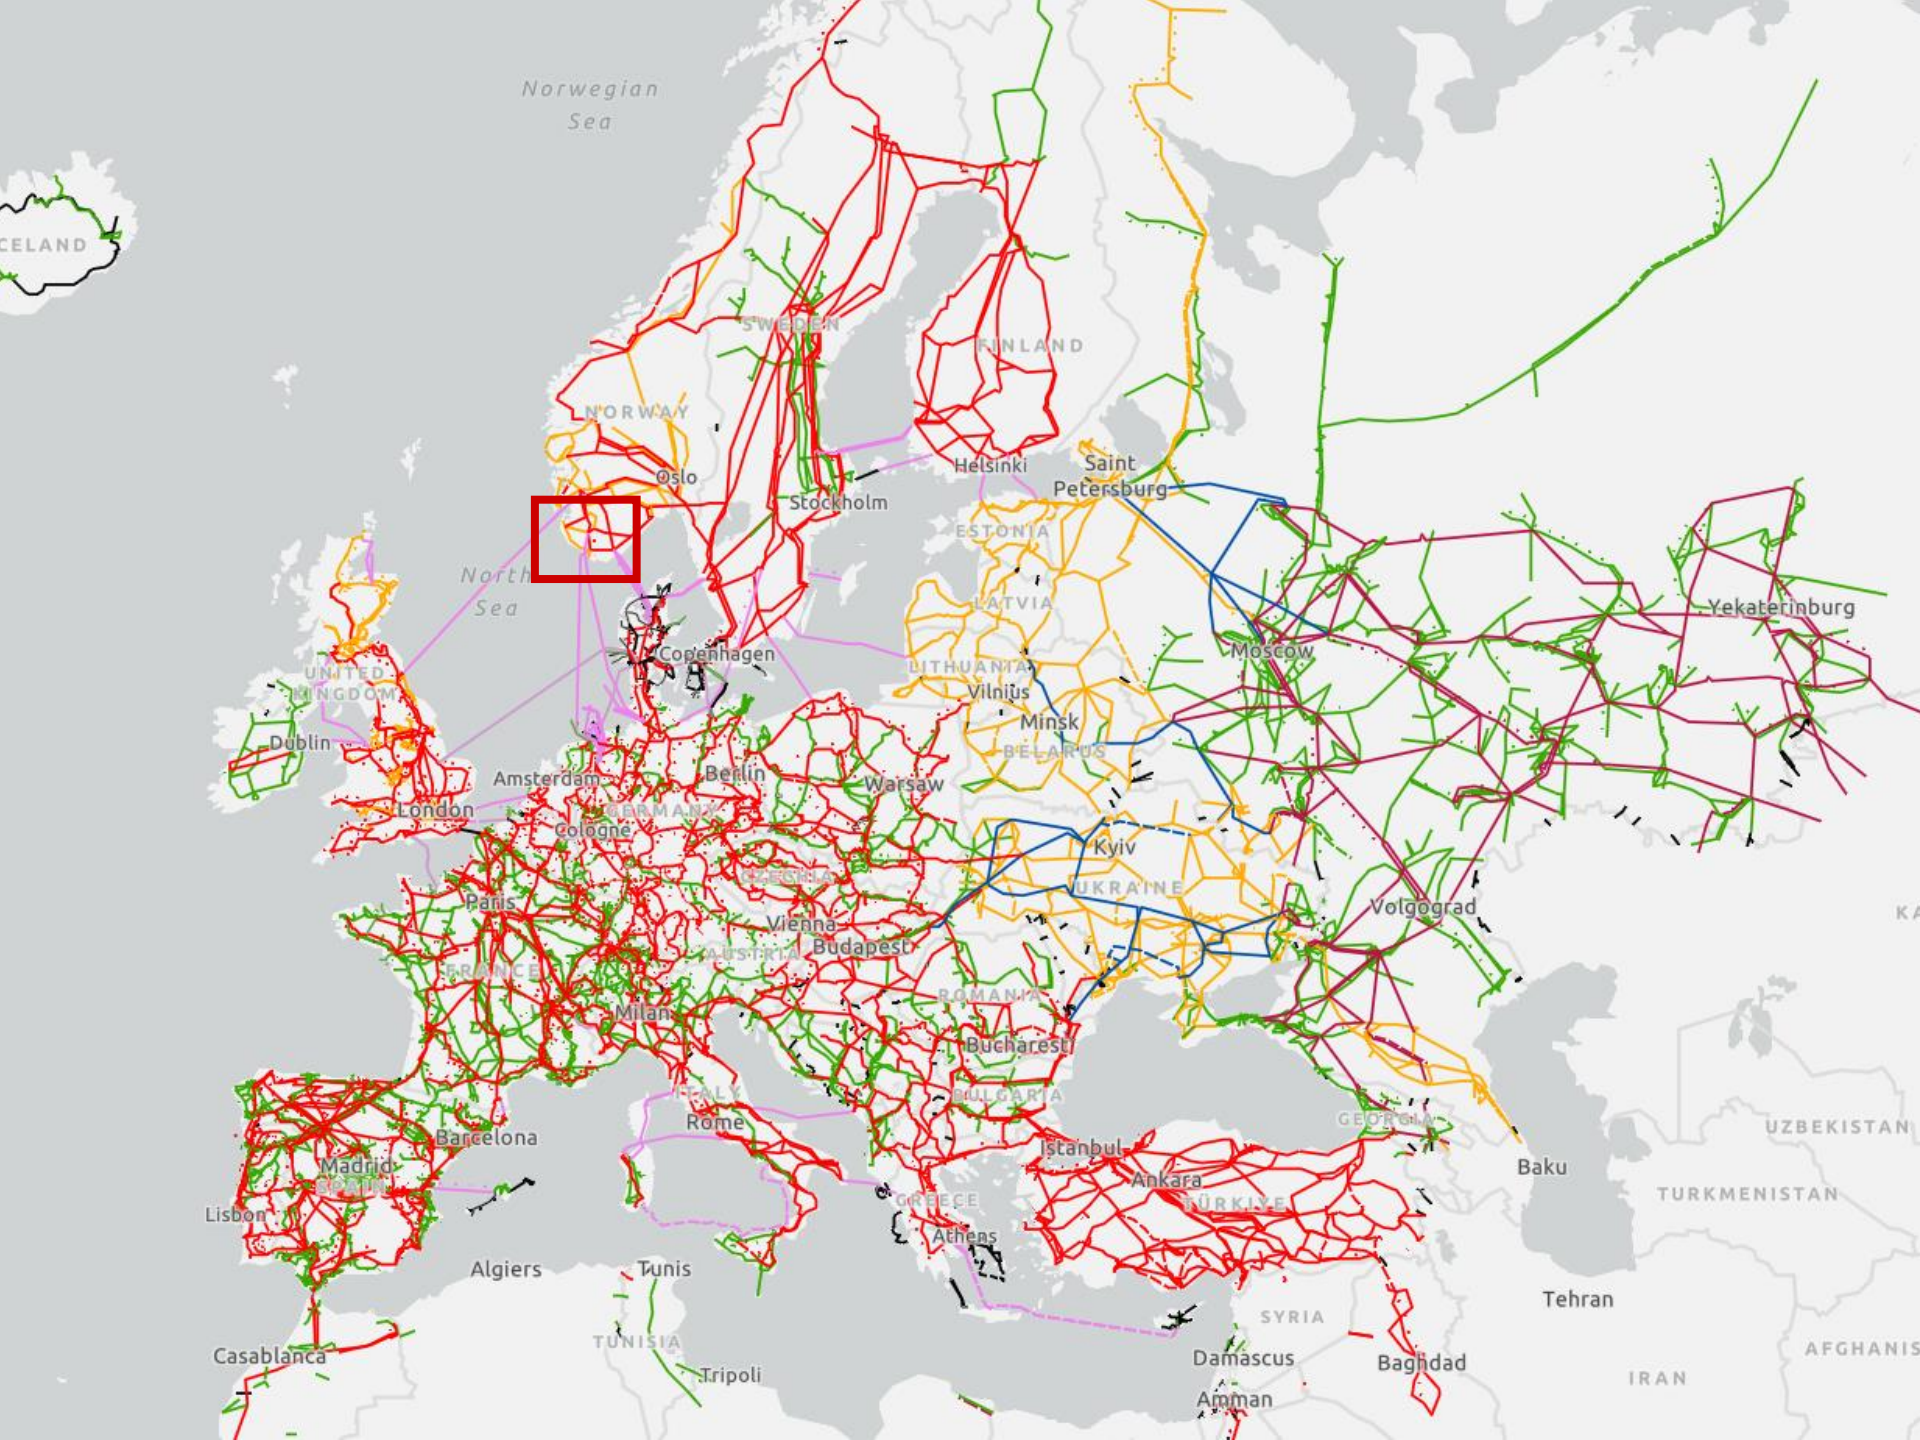 Norwegian
Sea
CELAND
SWEDEN
FINLAND
NORWAY
Oslo
Helsinki
Saint
Petersburg
Stockholm
ESTONIA
North
Sea
LATVIA
Yekaterinburg
Moscow
Copenhagen
UNITED
KINGDOM
LITHUANIA
Vilnius
Minsk
Dublin
BELARUS
Amsterdam
Berlin
Warsaw
London
GERMANY
Cologne
Kyiv
CZECHIA
UKRAINE
Paris
Volgograd
KA
Vienna
Budapest
AUSTRIA
FRANCE
ROMANIA
Milan
Bucharest
ITALY
BULGARIA
Rome
GEORGIA
UZBEKISTAN
Barcelona
Istanbul
Madrid
SPAIN
Baku
Ankara
TÜRKIYE
GREECE
TURKMENISTAN
Lisbon
Athens
Algiers
Tunis
Tehran
SYRIA
TUNISIA
AFGHANIS
Casablanca
Damascus
Baghdad
Tripoli
IRAN
Amman